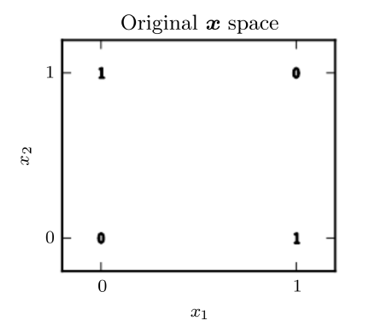 Original x space
1 1 0
x₂
0 0 1
0 1
x₁